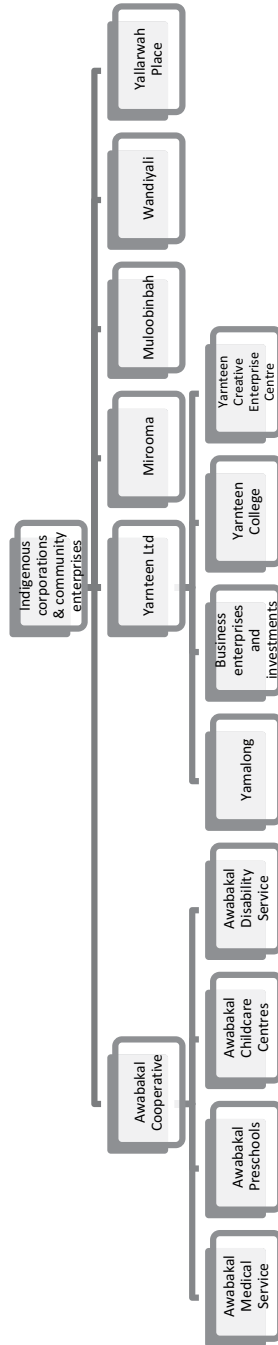 Indigenous
corporations
& community
enterprises
Awabakal
Cooperative
Yarnteen Ltd
Mirooma
Muloobinbah
Wandiyali
Yallarwah
Place
Awabakal
Medical
Service
Awabakal
Preschools
Awabakal
Childcare
Centres
Awabakal
Disability
Service
Yamalong
Business
enterprises
and
investments
Yarnteen
College
Yarnteen
Creative
Enterprise
Centre